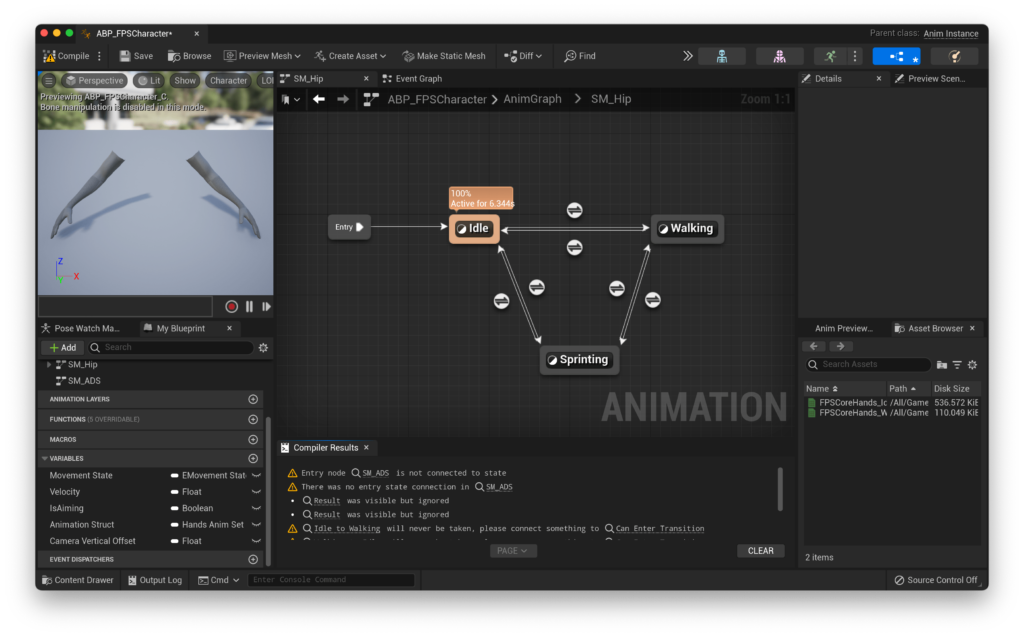 ABP_FPSCharacter*
Parent class: Anim Instance
Compile
Save
Browse
Preview Mesh
Create Asset
Make Static Mesh
Diff
Find
Perspective
Lit
Show
Character
LO
Previewing ABP_FPSCharacter_C.
Bone manipulation is disabled in this mode.
Z
X
Y
SM_Hip
Event Graph
ABP_FPSCharacter
AnimGraph
SM_Hip
Zoom 1:1
Entry
100%
Active for 6.344s
Idle
Walking
Sprinting
ANIMATION
Details
Preview Scen...
Pose Watch Ma...
My Blueprint
Add
Search
SM_Hip
SM_ADS
ANIMATION LAYERS
FUNCTIONS (5 OVERRIDABLE)
MACROS
VARIABLES
Movement State EMovement Stat
Velocity Float
IsAiming Boolean
Animation Struct Hands Anim Set
Camera Vertical Offset Float
EVENT DISPATCHERS
Compiler Results
Entry node SM_ADS is not connected to state
There was no entry state connection in SM_ADS
Result was visible but ignored
Result was visible but ignored
Idle to Walking will never be taken, please connect something to Can Enter Transition
PAGE
CLEAR
Anim Preview...
Asset Browser
Search Assets
Name Path Disk Size
FPSCoreHands_Ic /All/Game 536.572 KiB
FPSCoreHands_W /All/Game 110.049 KiB
2 items
Content Drawer
Output Log
Cmd
Enter Console Command
Source Control Off